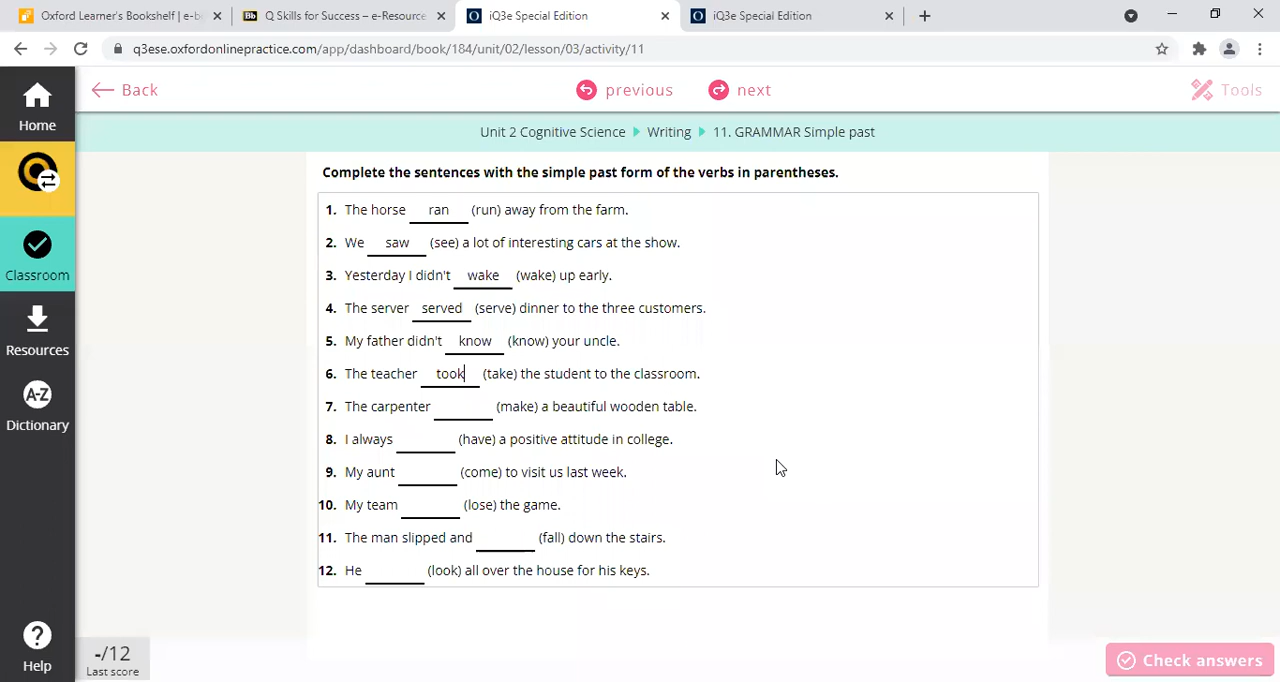 Oxford Learner's Bookshelf | e-b
Bb Q Skills for Success – e-Resource
iQ3e Special Edition
iQ3e Special Edition
q3ese.oxfordonlinepractice.com/app/dashboard/book/184/unit/02/lesson/03/activity/11
Home
Back
previous
next
Tools
Unit 2 Cognitive Science
Writing
11. GRAMMAR Simple past
Complete the sentences with the simple past form of the verbs in parentheses.
1. The horse ran (run) away from the farm.
2. We saw (see) a lot of interesting cars at the show.
3. Yesterday I didn't wake (wake) up early.
4. The server served (serve) dinner to the three customers.
5. My father didn't know (know) your uncle.
6. The teacher took (take) the student to the classroom.
7. The carpenter (make) a beautiful wooden table.
8. I always (have) a positive attitude in college.
9. My aunt (come) to visit us last week.
10. My team (lose) the game.
11. The man slipped and (fall) down the stairs.
12. He (look) all over the house for his keys.
Classroom
Resources
A-Z
Dictionary
?
Help
-/12
Last score
Check answers